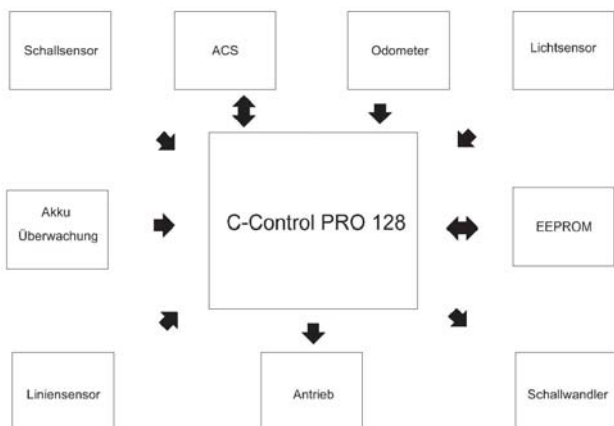 Schallsensor
ACS
Odometer
Lichtsensor
C-Control PRO 128
Akku
Überwachung
EEPROM
Liniensensor
Antrieb
Schallwandler